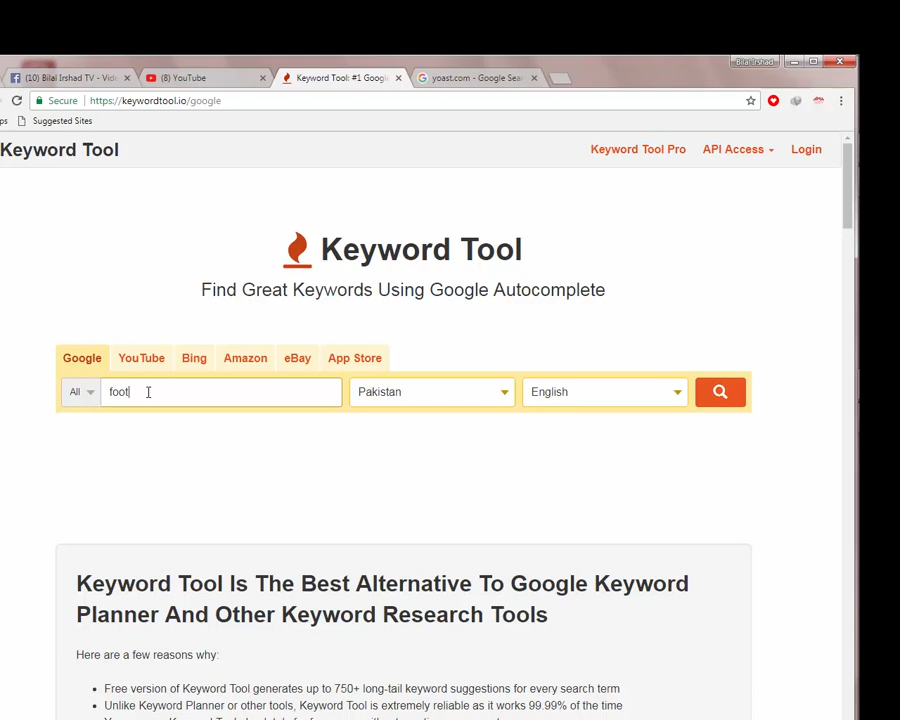 Bilal Irshad
(10) Bilal Irshad TV - Vid
(8) YouTube
Keyword Tool: #1 Googl
yoast.com - Google Sea
Secure
https://keywordtool.io/google
ps
Suggested Sites
Keyword Tool
Keyword Tool Pro
API Access
Login
Keyword Tool
Find Great Keywords Using Google Autocomplete
Google
YouTube
Bing
Amazon
eBay
App Store
All
foot
Pakistan
English
Keyword Tool Is The Best Alternative To Google Keyword
Planner And Other Keyword Research Tools
Here are a few reasons why:
• Free version of Keyword Tool generates up to 750+ long-tail keyword suggestions for every search term
• Unlike Keyword Planner or other tools, Keyword Tool is extremely reliable as it works 99.99% of the time